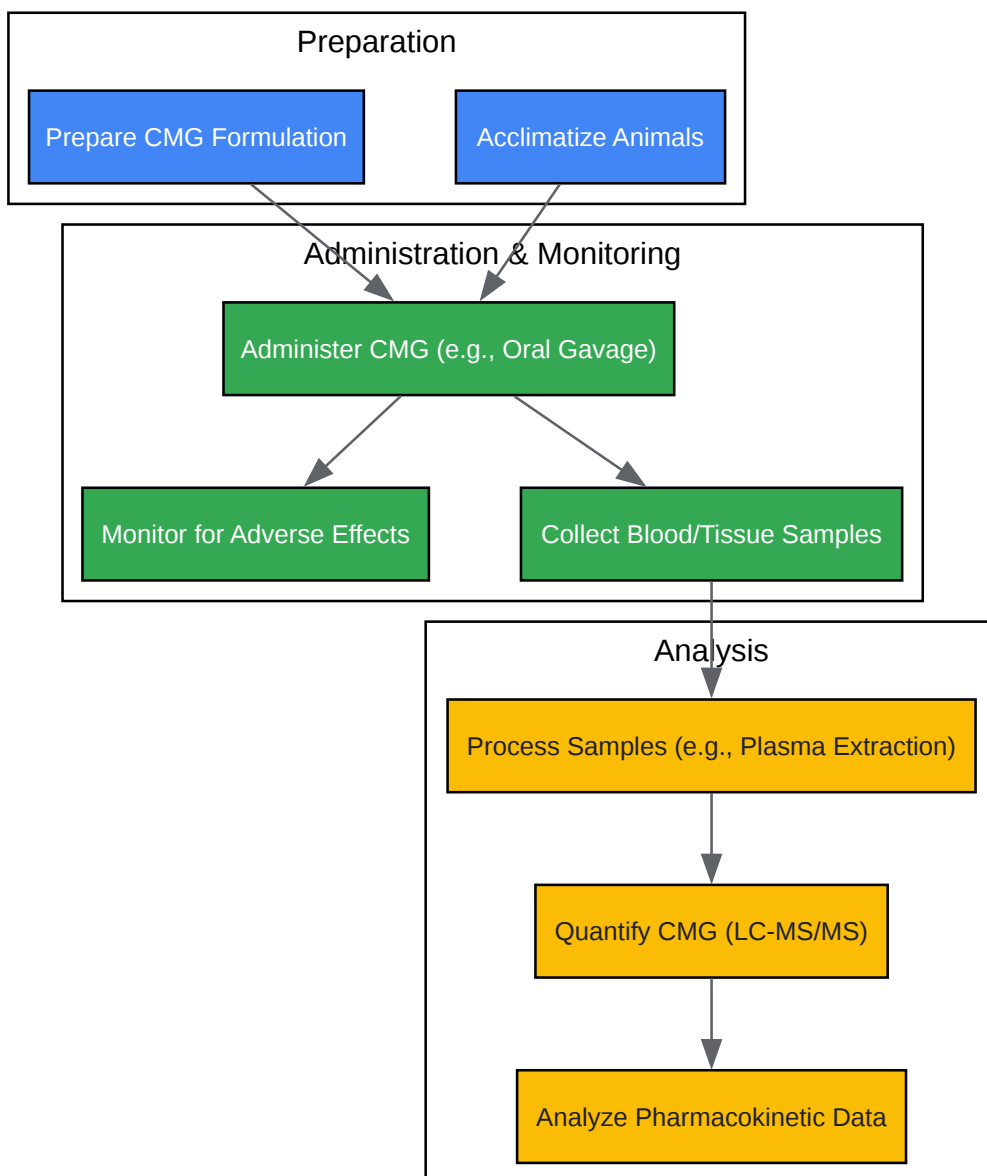 Preparation
Prepare CMG Formulation
Acclimatize Animals
Administration & Monitoring
Administer CMG (e.g., Oral Gavage)
Monitor for Adverse Effects
Collect Blood/Tissue Samples
Analysis
Process Samples (e.g., Plasma Extraction)
Quantify CMG (LC-MS/MS)
Analyze Pharmacokinetic Data